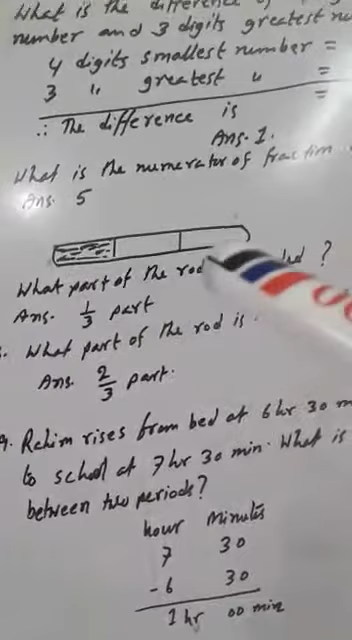 What is the difference
number and 3 digits greatest
4 digits smallest number =
3 " greatest " =
=
∴ The difference is
Ans. 1.
What is the numerator of fraction
Ans. 5
What part of the rod ?
Ans. 1/3 part
What part of the rod is
Ans. 2/3 part.
9. Rahim rises from bed at 6 hr 30
to school at 7 hr 30 min. What is
between two periods?
hour Minutes
7 30
-6 30
1 hr 00 min